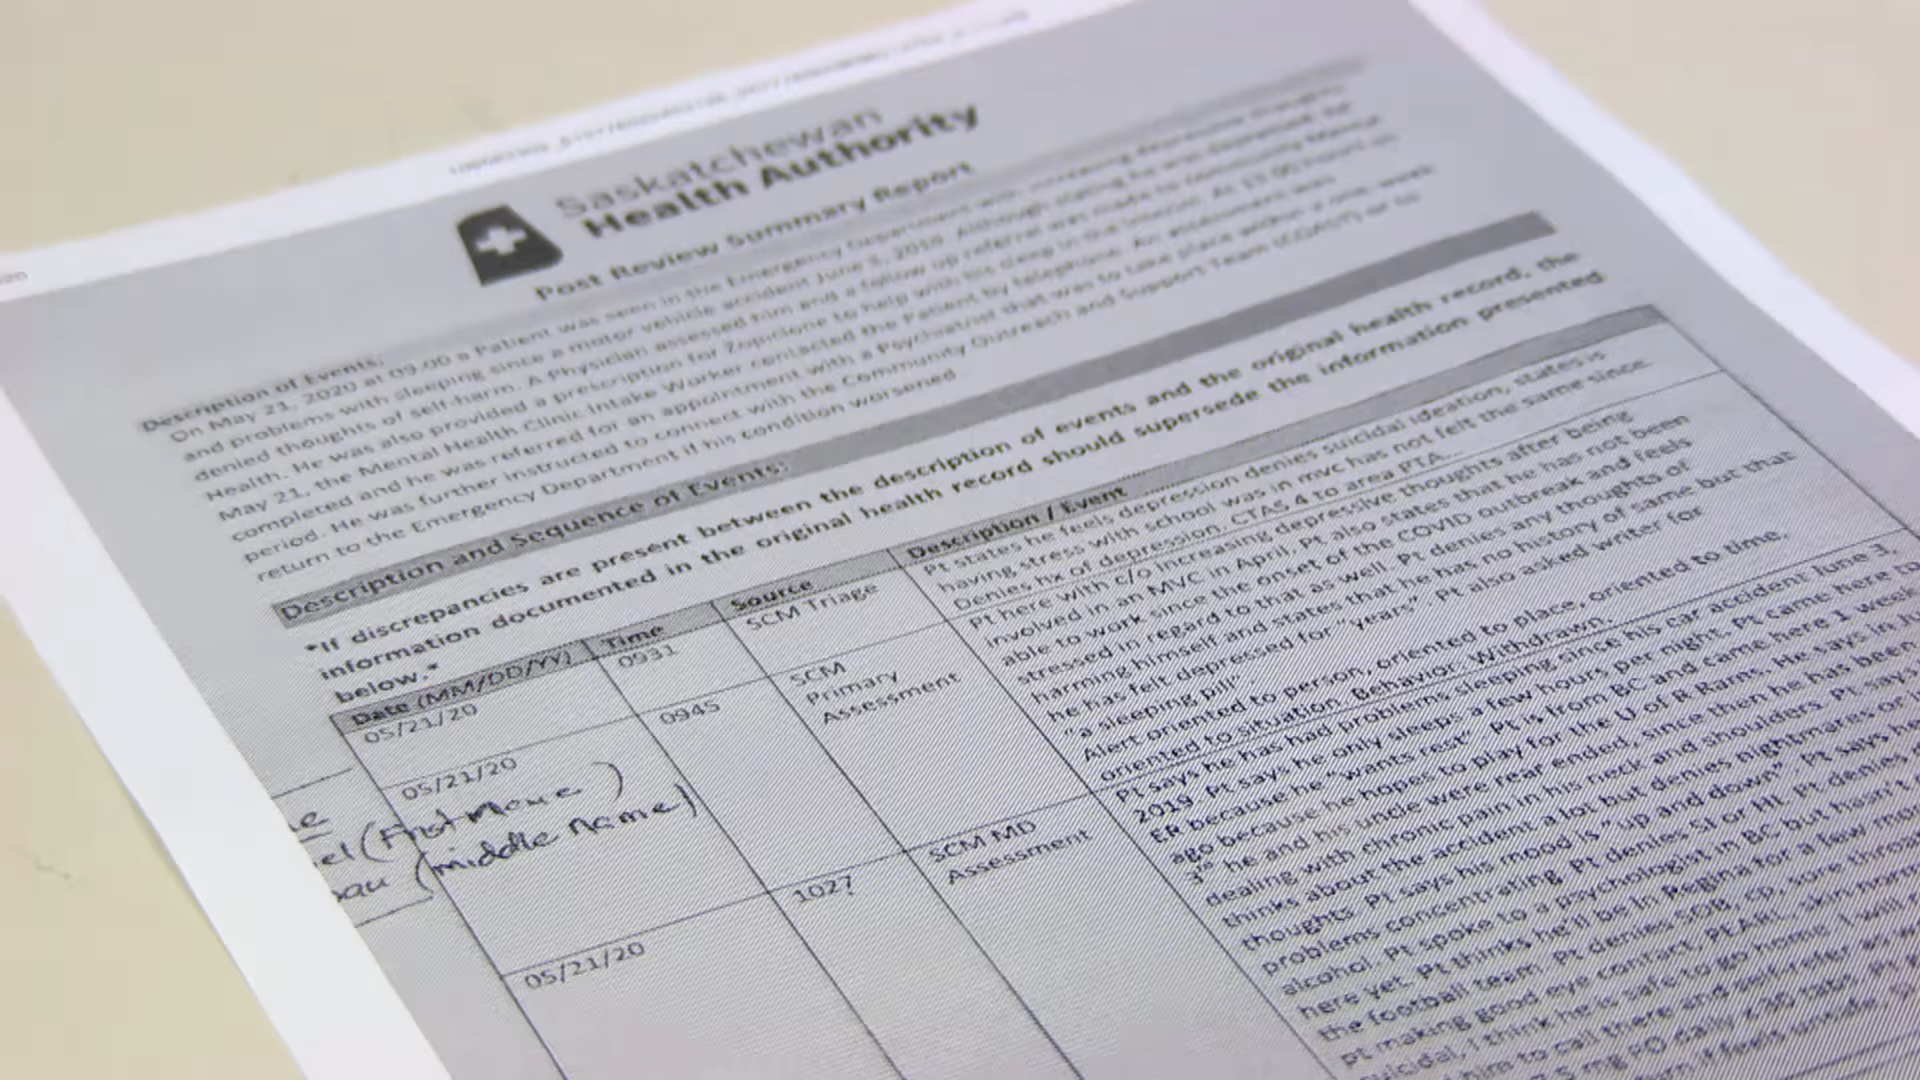 Saskatchewan
Health Authority
Post Review Summary Report
Description of Events:
On May 21, 2020 at 09:00 a Patient was seen in the Emergency Department with increasing depressive thoughts
and problems with sleeping since a motor vehicle accident June 3, 2019. Although stating he was depressed he
denied thoughts of self-harm. A Physician assessed him and a follow up referral was made to Community Mental
Health. He was also provided a prescription for Zopiclone to help with his sleep in the interim. At 13:00 hours on
May 21, the Mental Health Clinic Intake Worker contacted the Patient by telephone. An assessment was
completed and he was referred for an appointment with a Psychiatrist that was to take place within a one week
period. He was further instructed to connect with the Community Outreach and Support Team (COAST) or to
return to the Emergency Department if his condition worsened
Description and Sequence of Events:
*If discrepancies are present between the description of events and the original health record, the
information documented in the original health record should supersede the information presented
below.*
Date (MM/DD/YY) Time Source Description / Event
05/21/20 0931 SCM Triage Pt states he feels depression denies suicidal ideation, states is
having stress with school was in mvc has not felt the same since
Denies hx of depression. CTAS 4 to area PTA...
05/21/20 0945 SCM Primary Assessment Pt here with c/o increasing depressive thoughts after being
involved in an MVC in April, Pt also states that he has not been
able to work since the onset of the COVID outbreak and feels
stressed in regard to that as well. Pt denies any thoughts of
harming himself and states that he has no history of same but that
he has felt depressed for "years". Pt also asked writer for
"a sleeping pill"
Alert oriented to person, oriented to place, oriented to time,
oriented to situation. Behavior: Withdrawn.
(First Name)
(middle name)
05/21/20 1027 SCM MD Assessment Pt says he has had problems sleeping since his car accident June 3,
2019. Pt says he only sleeps a few hours per night. Pt came here to
ER because he "wants rest". Pt is from BC and came here 1 week
ago because he hopes to play for the U of R Rams. He says in
3rd he and his uncle were rear ended, since then he has been
dealing with chronic pain in his neck and shoulders. Pt says
thinks about the accident a lot but denies nightmares or
thoughts. Pt says his mood is "up and down". Pt says he
problems concentrating. Pt denies SI or HI. Pt denies
alcohol. Pt spoke to a psychologist in BC but hasn't
here yet. Pt thinks he'll be in Regina for a few
the football team. Pt denies SOB, cp, sore
Pt making good eye contact, PEARL, skin
suicidal, I think he is safe to go home. I will
him to call there and self-refer
mg PO daily x 30 tabs.